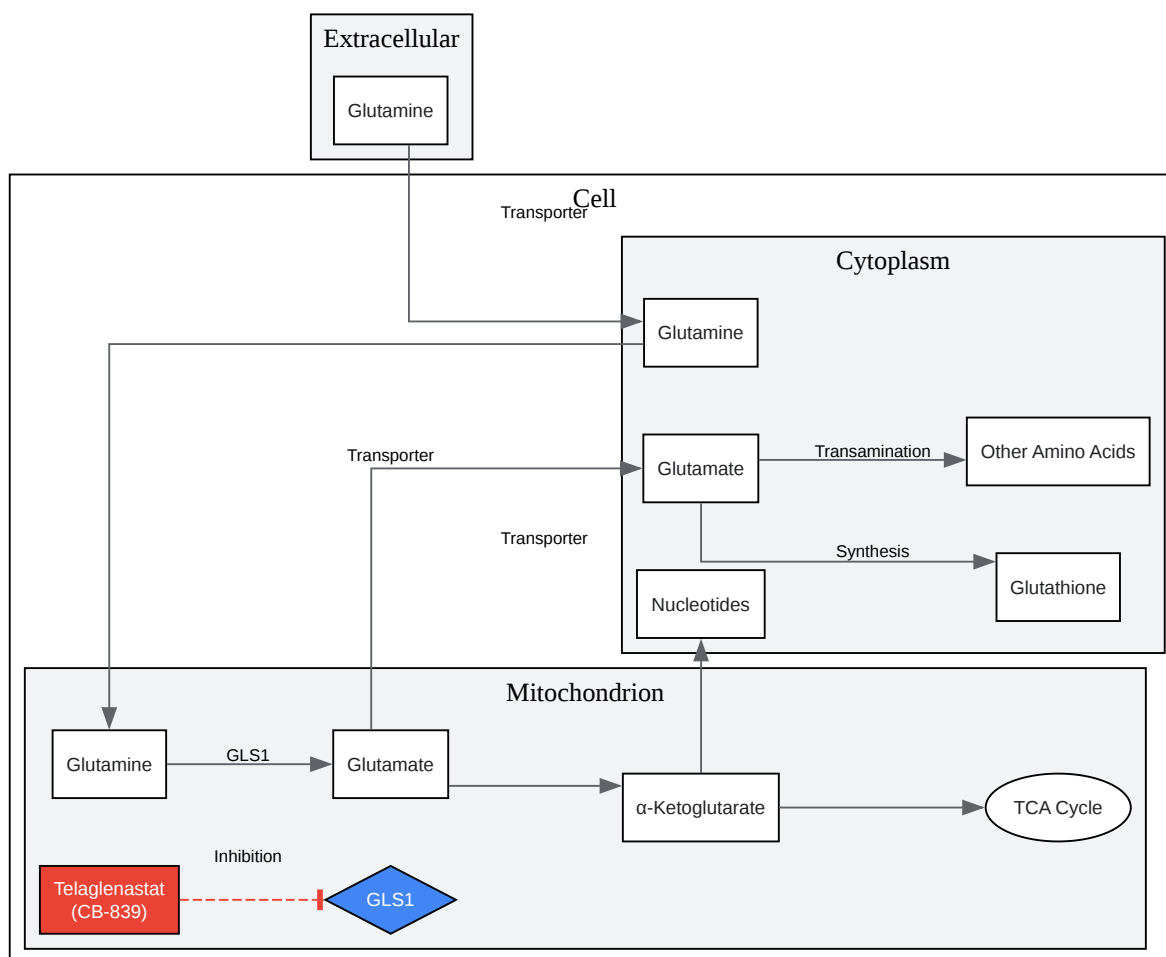 Extracellular
Glutamine
Cell
Transporter
Cytoplasm
Glutamine
Transporter
Glutamate
Transamination
Other Amino Acids
Transporter
Synthesis
Glutathione
Nucleotides
Mitochondrion
Glutamine
GLS1
Glutamate
α-Ketoglutarate
TCA Cycle
Inhibition
Telaglenastat
(CB-839)
GLS1